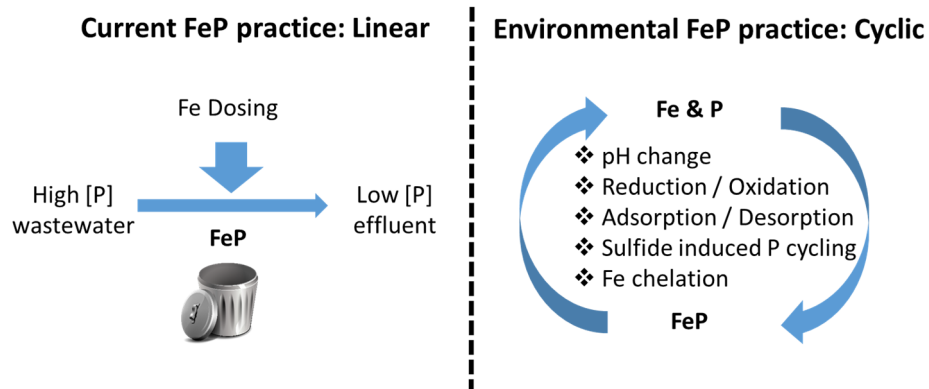 Current FeP practice: Linear
Fe Dosing
High [P]
wastewater
Low [P]
effluent
FeP
Environmental FeP practice: Cyclic
Fe & P
❖ pH change
❖ Reduction / Oxidation
❖ Adsorption / Desorption
❖ Sulfide induced P cycling
❖ Fe chelation
FeP